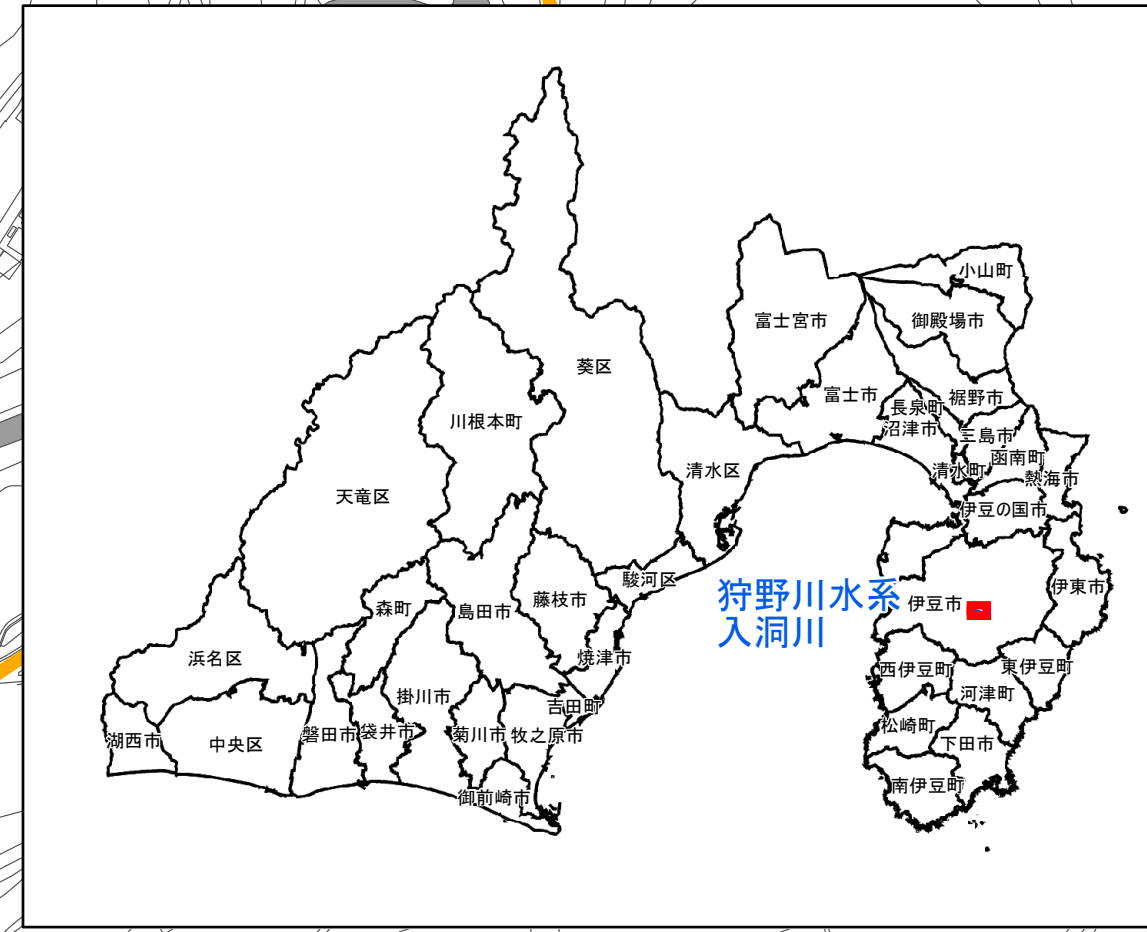 小山町
富士宮市
御殿場市
葵区
富士市
裾野市
長泉町
川根本町
沼津市
三島市
函南町
清水区
清水町
熱海市
天竜区
伊豆の国市
駿河区
狩野川水系
入洞川
伊豆市
伊東市
藤枝市
森町
島田市
浜名区
焼津市
西伊豆町
東伊豆町
掛川市
河津町
吉田町
松崎町
湖西市
中央区
磐田市
袋井市
菊川市
牧之原市
下田市
南伊豆町
御前崎市